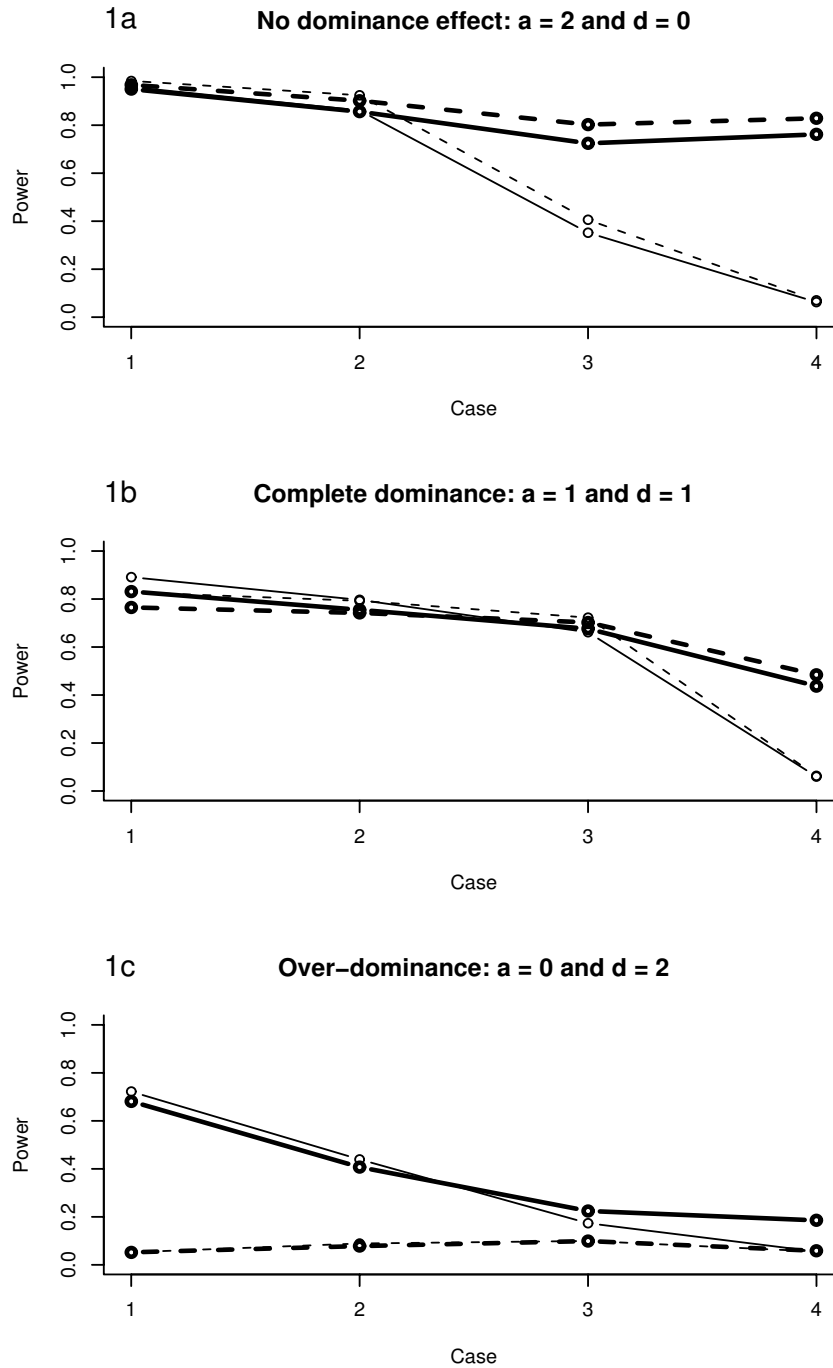 1a
No dominance effect: a = 2 and d = 0
1.0
0.8
0.6
0.4
0.2
0.0
Power
1 2 3 4
Case
1b
Complete dominance: a = 1 and d = 1
1.0
0.8
0.6
0.4
0.2
0.0
Power
1 2 3 4
Case
1c
Over−dominance: a = 0 and d = 2
1.0
0.8
0.6
0.4
0.2
0.0
Power
1 2 3 4
Case